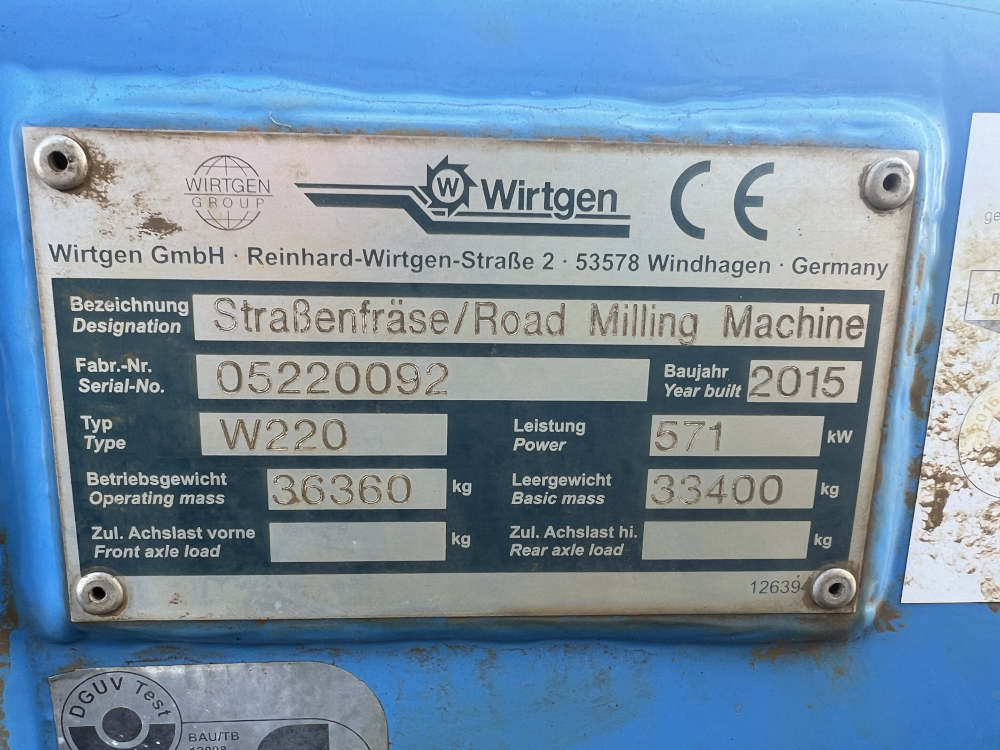 WIRTGEN
GROUP
W Wirtgen CE
Wirtgen GmbH · Reinhard-Wirtgen-Straße 2 · 53578 Windhagen · Germany
Bezeichnung
Designation
Straßenfräse/Road Milling Machine
Fabr.-Nr.
Serial-No.
05220092
Baujahr
Year built
2015
Typ
Type
W220
Leistung
Power
571
kW
Betriebsgewicht
Operating mass
36360
kg
Leergewicht
Basic mass
33400
kg
Zul. Achslast vorne
Front axle load
kg
Zul. Achslast hi.
Rear axle load
kg
DGUV Test
BAU/TB